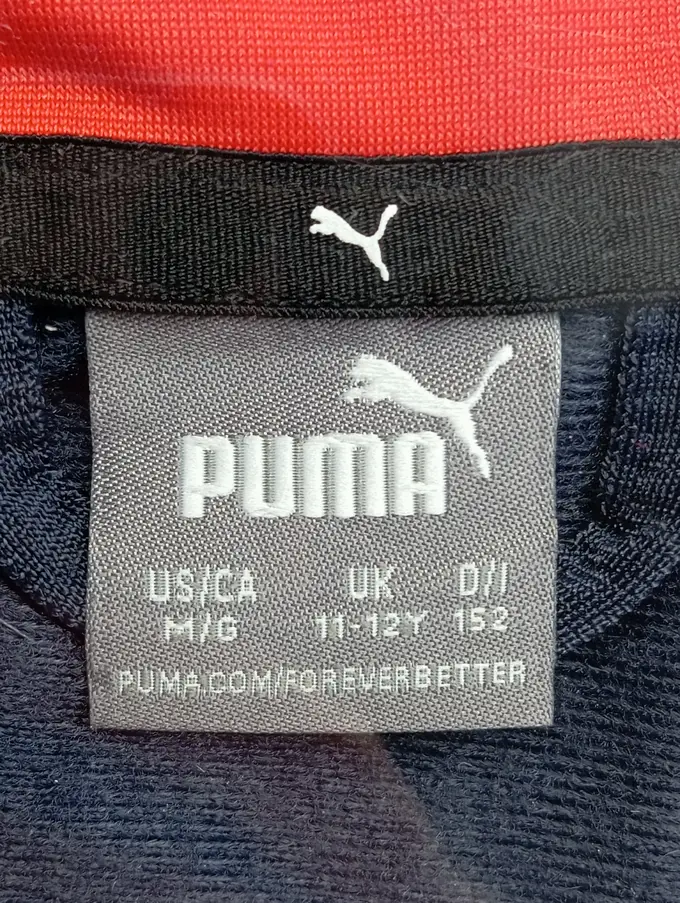 PUMA
US/CA UK D/I
M/G 11-12Y 152
PUMA.COM/FOREVERBETTER